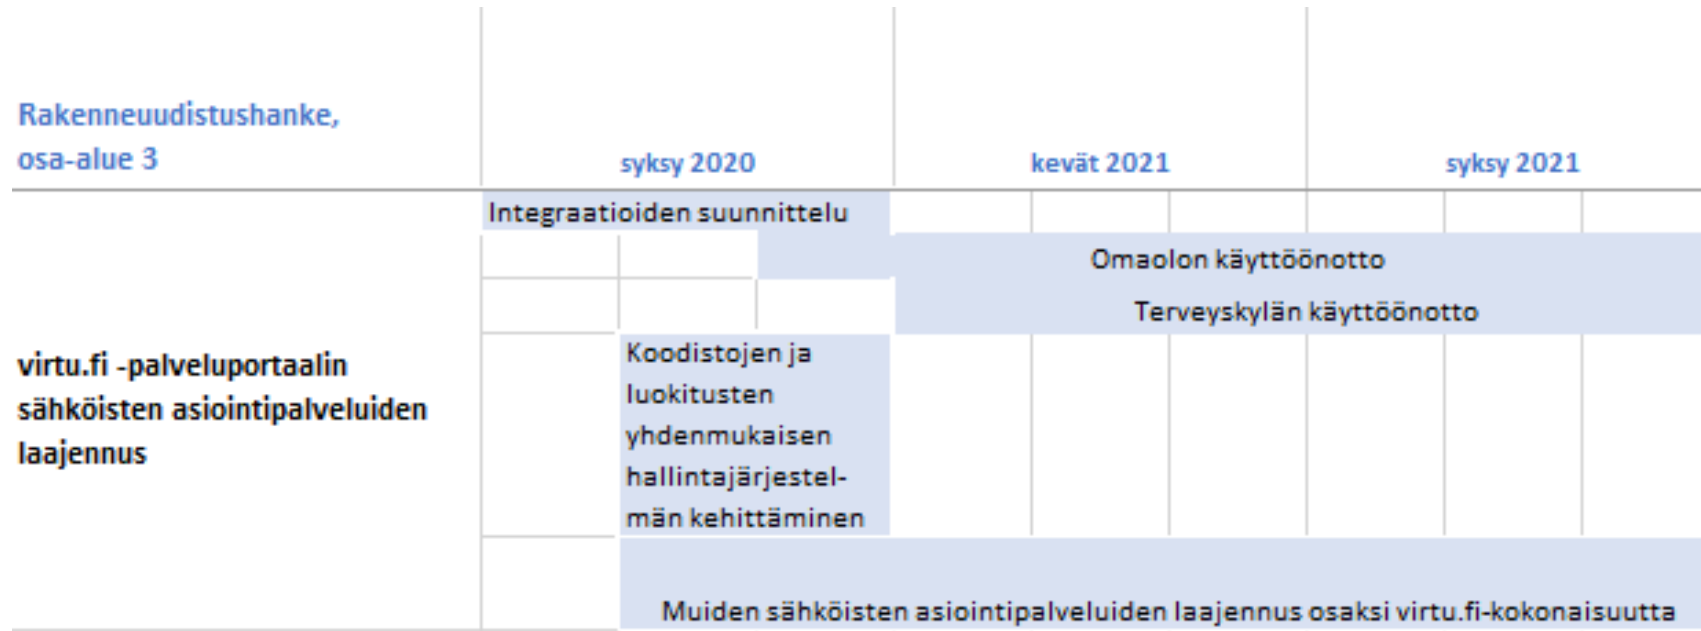 Rakenneuudistushanke,
osa-alue 3
syksy 2020
kevät 2021
syksy 2021
virtu.fi -palveluportaalin
sähköisten asiointipalveluiden
laajennus
Integraatioiden suunnittelu
Omaolon käyttöönotto
Terveyskylän käyttöönotto
Koodistojen ja
luokitusten
yhdenmukaisen
hallintajärjestel-
män kehittäminen
Muiden sähköisten asiointipalveluiden laajennus osaksi virtu.fi-kokonaisuutta